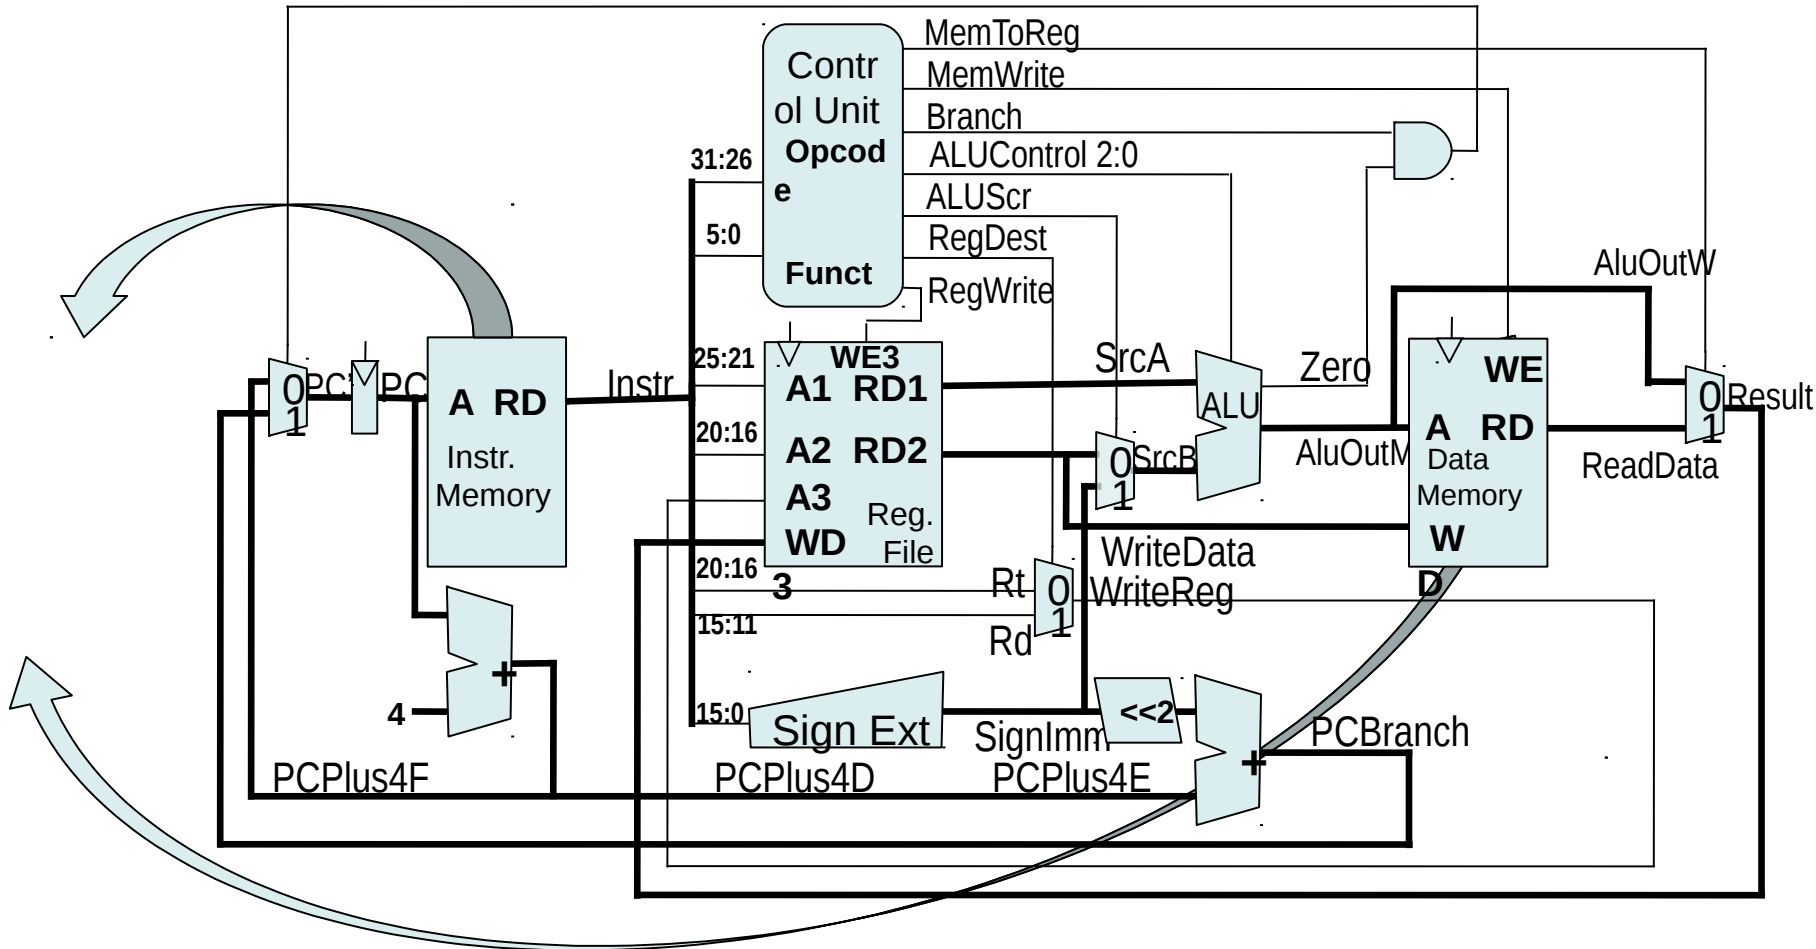 MemToReg
Contr
ol Unit
MemWrite
Branch
Opcod
e
31:26
ALUControl 2:0
ALUScr
5:0
RegDest
Funct
RegWrite
AluOutW
PC'
PC
Instr
25:21
WE3
A1 RD1
SrcA
Zero
WE
0
1
A RD
ALU
0
1
Result
20:16
A2 RD2
0
1
SrcB
AluOutM
A RD
Instr.
Memory
Data
Memory
ReadData
A3
Reg.
File
WD
3
W
D
WriteData
20:16
Rt
0
1
WriteReg
15:11
Rd
+
4
15:0
Sign Ext
SignImm
<<2
+
PCBranch
PCPlus4F
PCPlus4D
PCPlus4E